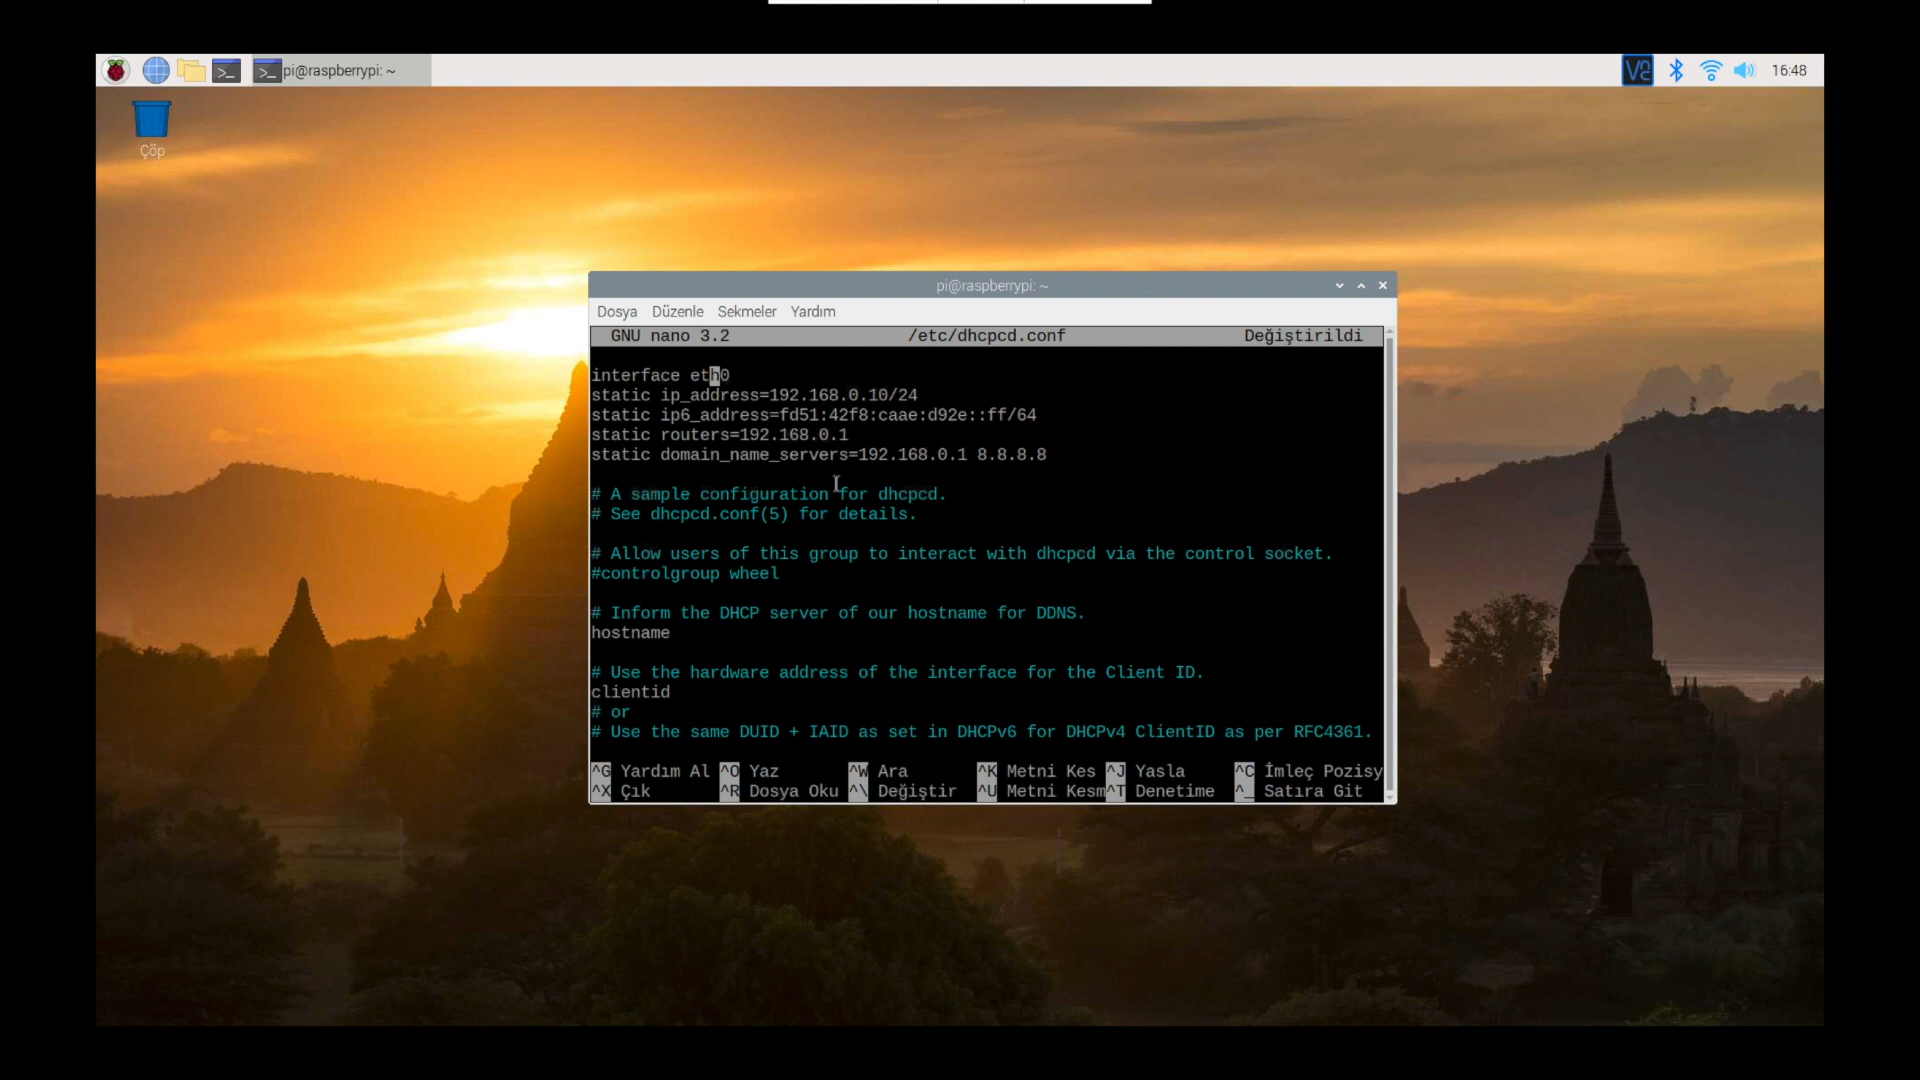 pi@raspberrypi: ~
16:48
Çöp
pi@raspberrypi: ~
Dosya Düzenle Sekmeler Yardım
GNU nano 3.2 /etc/dhcpcd.conf Değiştirildi
interface eth0
static ip_address=192.168.0.10/24
static ip6_address=fd51:42f8:caae:d92e::ff/64
static routers=192.168.0.1
static domain_name_servers=192.168.0.1 8.8.8.8
# A sample configuration for dhcpcd.
# See dhcpcd.conf(5) for details.
# Allow users of this group to interact with dhcpcd via the control socket.
#controlgroup wheel
# Inform the DHCP server of our hostname for DDNS.
hostname
# Use the hardware address of the interface for the Client ID.
clientid
# or
# Use the same DUID + IAID as set in DHCPv6 for DHCPv4 ClientID as per RFC4361.
^G Yardım Al ^O Yaz ^W Ara ^K Metni Kes ^J Yasla ^C İmleç Pozisy
^X Çık ^R Dosya Oku ^\ Değiştir ^U Metni Kesm^T Denetime ^_ Satıra Git